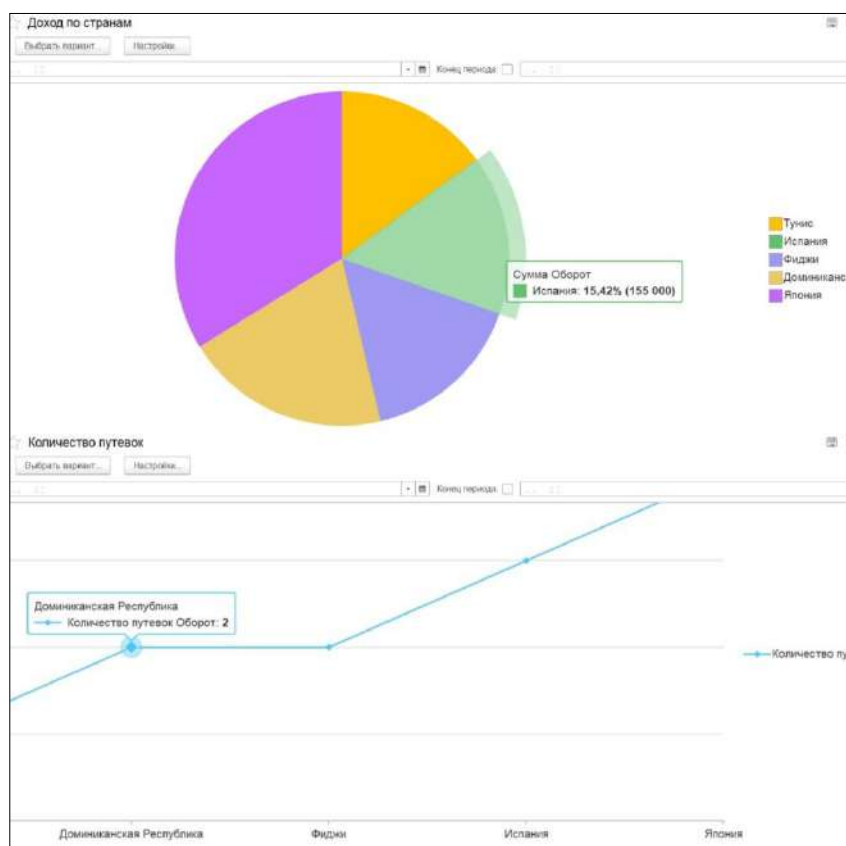 Доход по странам
Выбрать вариант...
Настройки...
Конец периода:
Тунис
Испания
Фиджи
Доминиканс
Япония
Сумма Оборот
Испания: 15,42% (155 000)
Количество путевок
Выбрать вариант...
Настройки...
Конец периода:
Доминиканская Республика
Количество путевок Оборот: 2
Количество пу
Доминиканская Республика
Фиджи
Испания
Япония